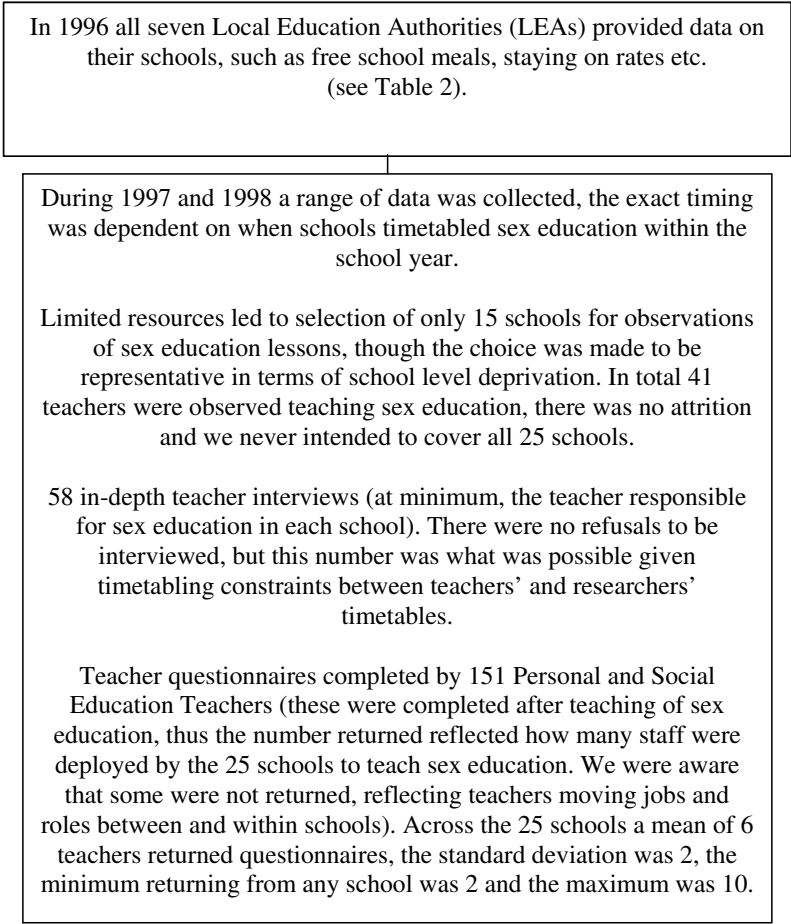 In 1996 all seven Local Education Authorities (LEAs) provided data on
their schools, such as free school meals, staying on rates etc.
(see Table 2).
During 1997 and 1998 a range of data was collected, the exact timing
was dependent on when schools timetabled sex education within the
school year.
Limited resources led to selection of only 15 schools for observations
of sex education lessons, though the choice was made to be
representative in terms of school level deprivation. In total 41
teachers were observed teaching sex education, there was no attrition
and we never intended to cover all 25 schools.
58 in-depth teacher interviews (at minimum, the teacher responsible
for sex education in each school). There were no refusals to be
interviewed, but this number was what was possible given
timetabling constraints between teachers’ and researchers’
timetables.
Teacher questionnaires completed by 151 Personal and Social
Education Teachers (these were completed after teaching of sex
education, thus the number returned reflected how many staff were
deployed by the 25 schools to teach sex education. We were aware
that some were not returned, reflecting teachers moving jobs and
roles between and within schools). Across the 25 schools a mean of 6
teachers returned questionnaires, the standard deviation was 2, the
minimum returning from any school was 2 and the maximum was 10.